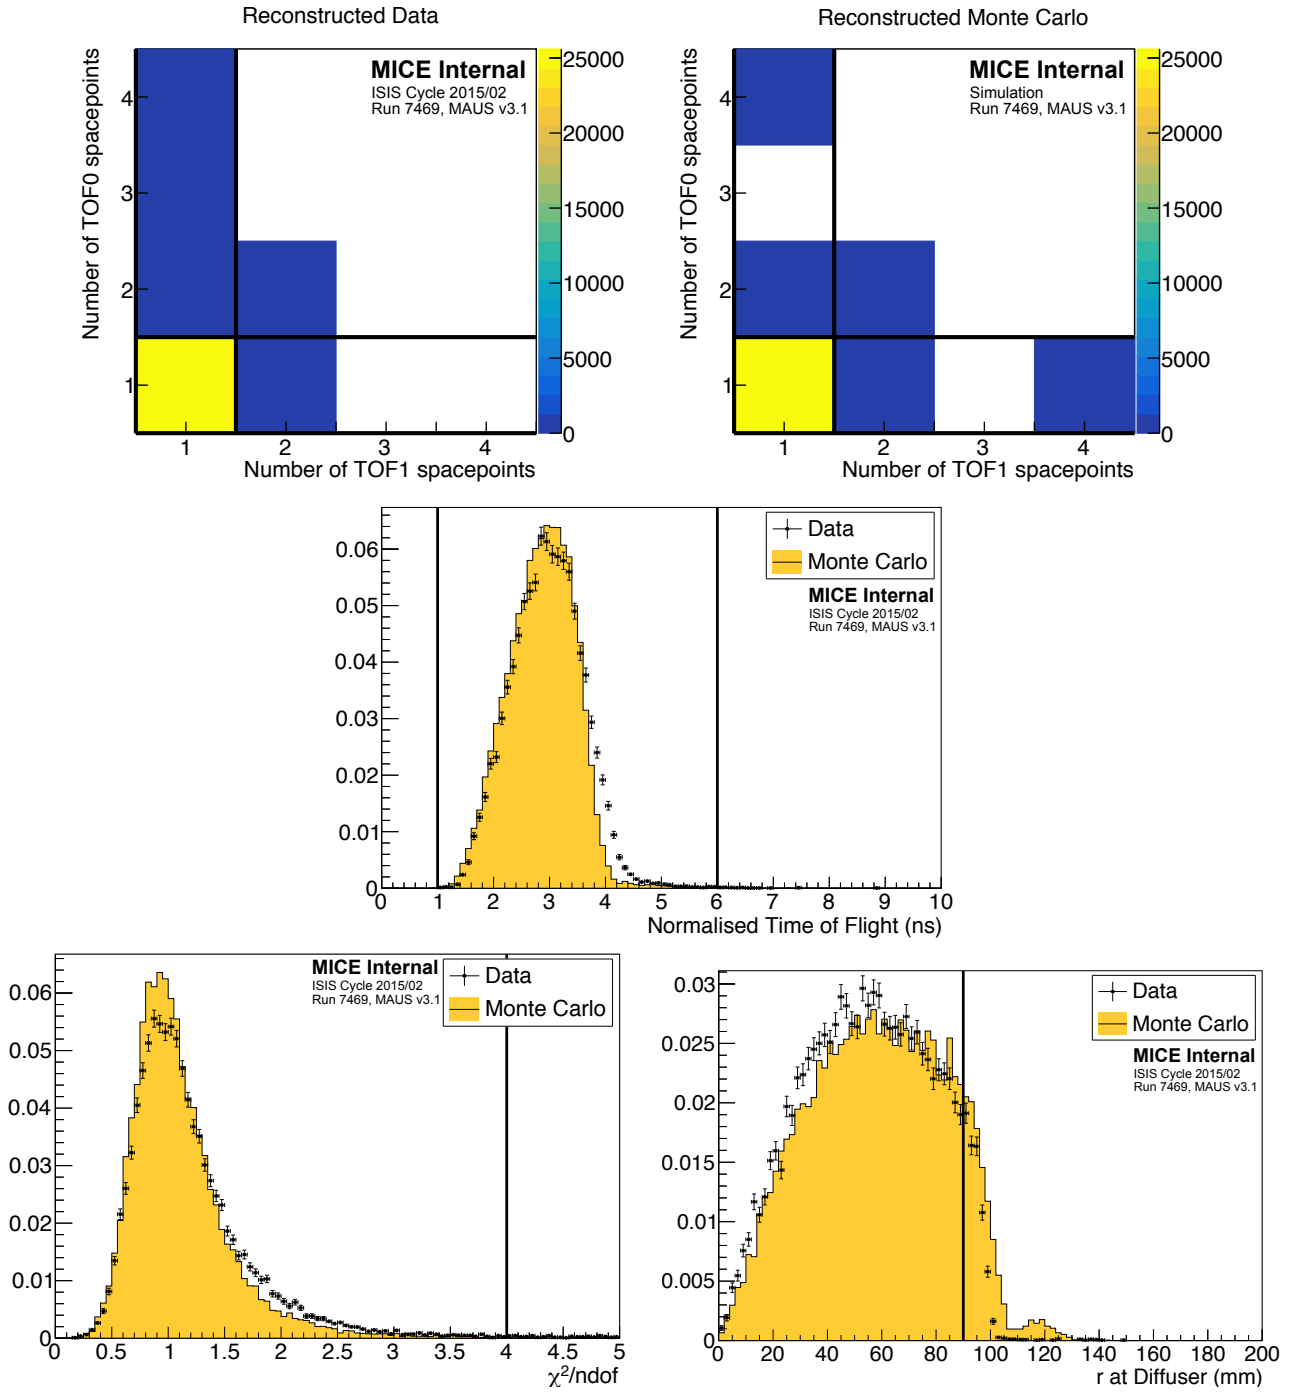 Reconstructed Data
Reconstructed Monte Carlo
Number of TOF0 spacepoints
4
3
2
1
MICE Internal
ISIS Cycle 2015/02
Run 7469, MAUS v3.1
25000
20000
15000
10000
5000
0
1 2 3 4
Number of TOF1 spacepoints
Number of TOF0 spacepoints
4
3
2
1
MICE Internal
Simulation
Run 7469, MAUS v3.1
25000
20000
15000
10000
5000
0
1 2 3 4
Number of TOF1 spacepoints
0.06
0.05
0.04
0.03
0.02
0.01
0
Data
Monte Carlo
MICE Internal
ISIS Cycle 2015/02
Run 7469, MAUS v3.1
0 1 2 3 4 5 6 7 8 9 10
Normalised Time of Flight (ns)
0.06
0.05
0.04
0.03
0.02
0.01
0
MICE Internal
ISIS Cycle 2015/02
Run 7469, MAUS v3.1
Data
Monte Carlo
0 0.5 1 1.5 2 2.5 3 3.5 4 4.5 5
χ²/ndof
0.03
0.025
0.02
0.015
0.01
0.005
0
Data
Monte Carlo
MICE Internal
ISIS Cycle 2015/02
Run 7469, MAUS v3.1
0 20 40 60 80 100 120 140 160 180 200
r at Diffuser (mm)